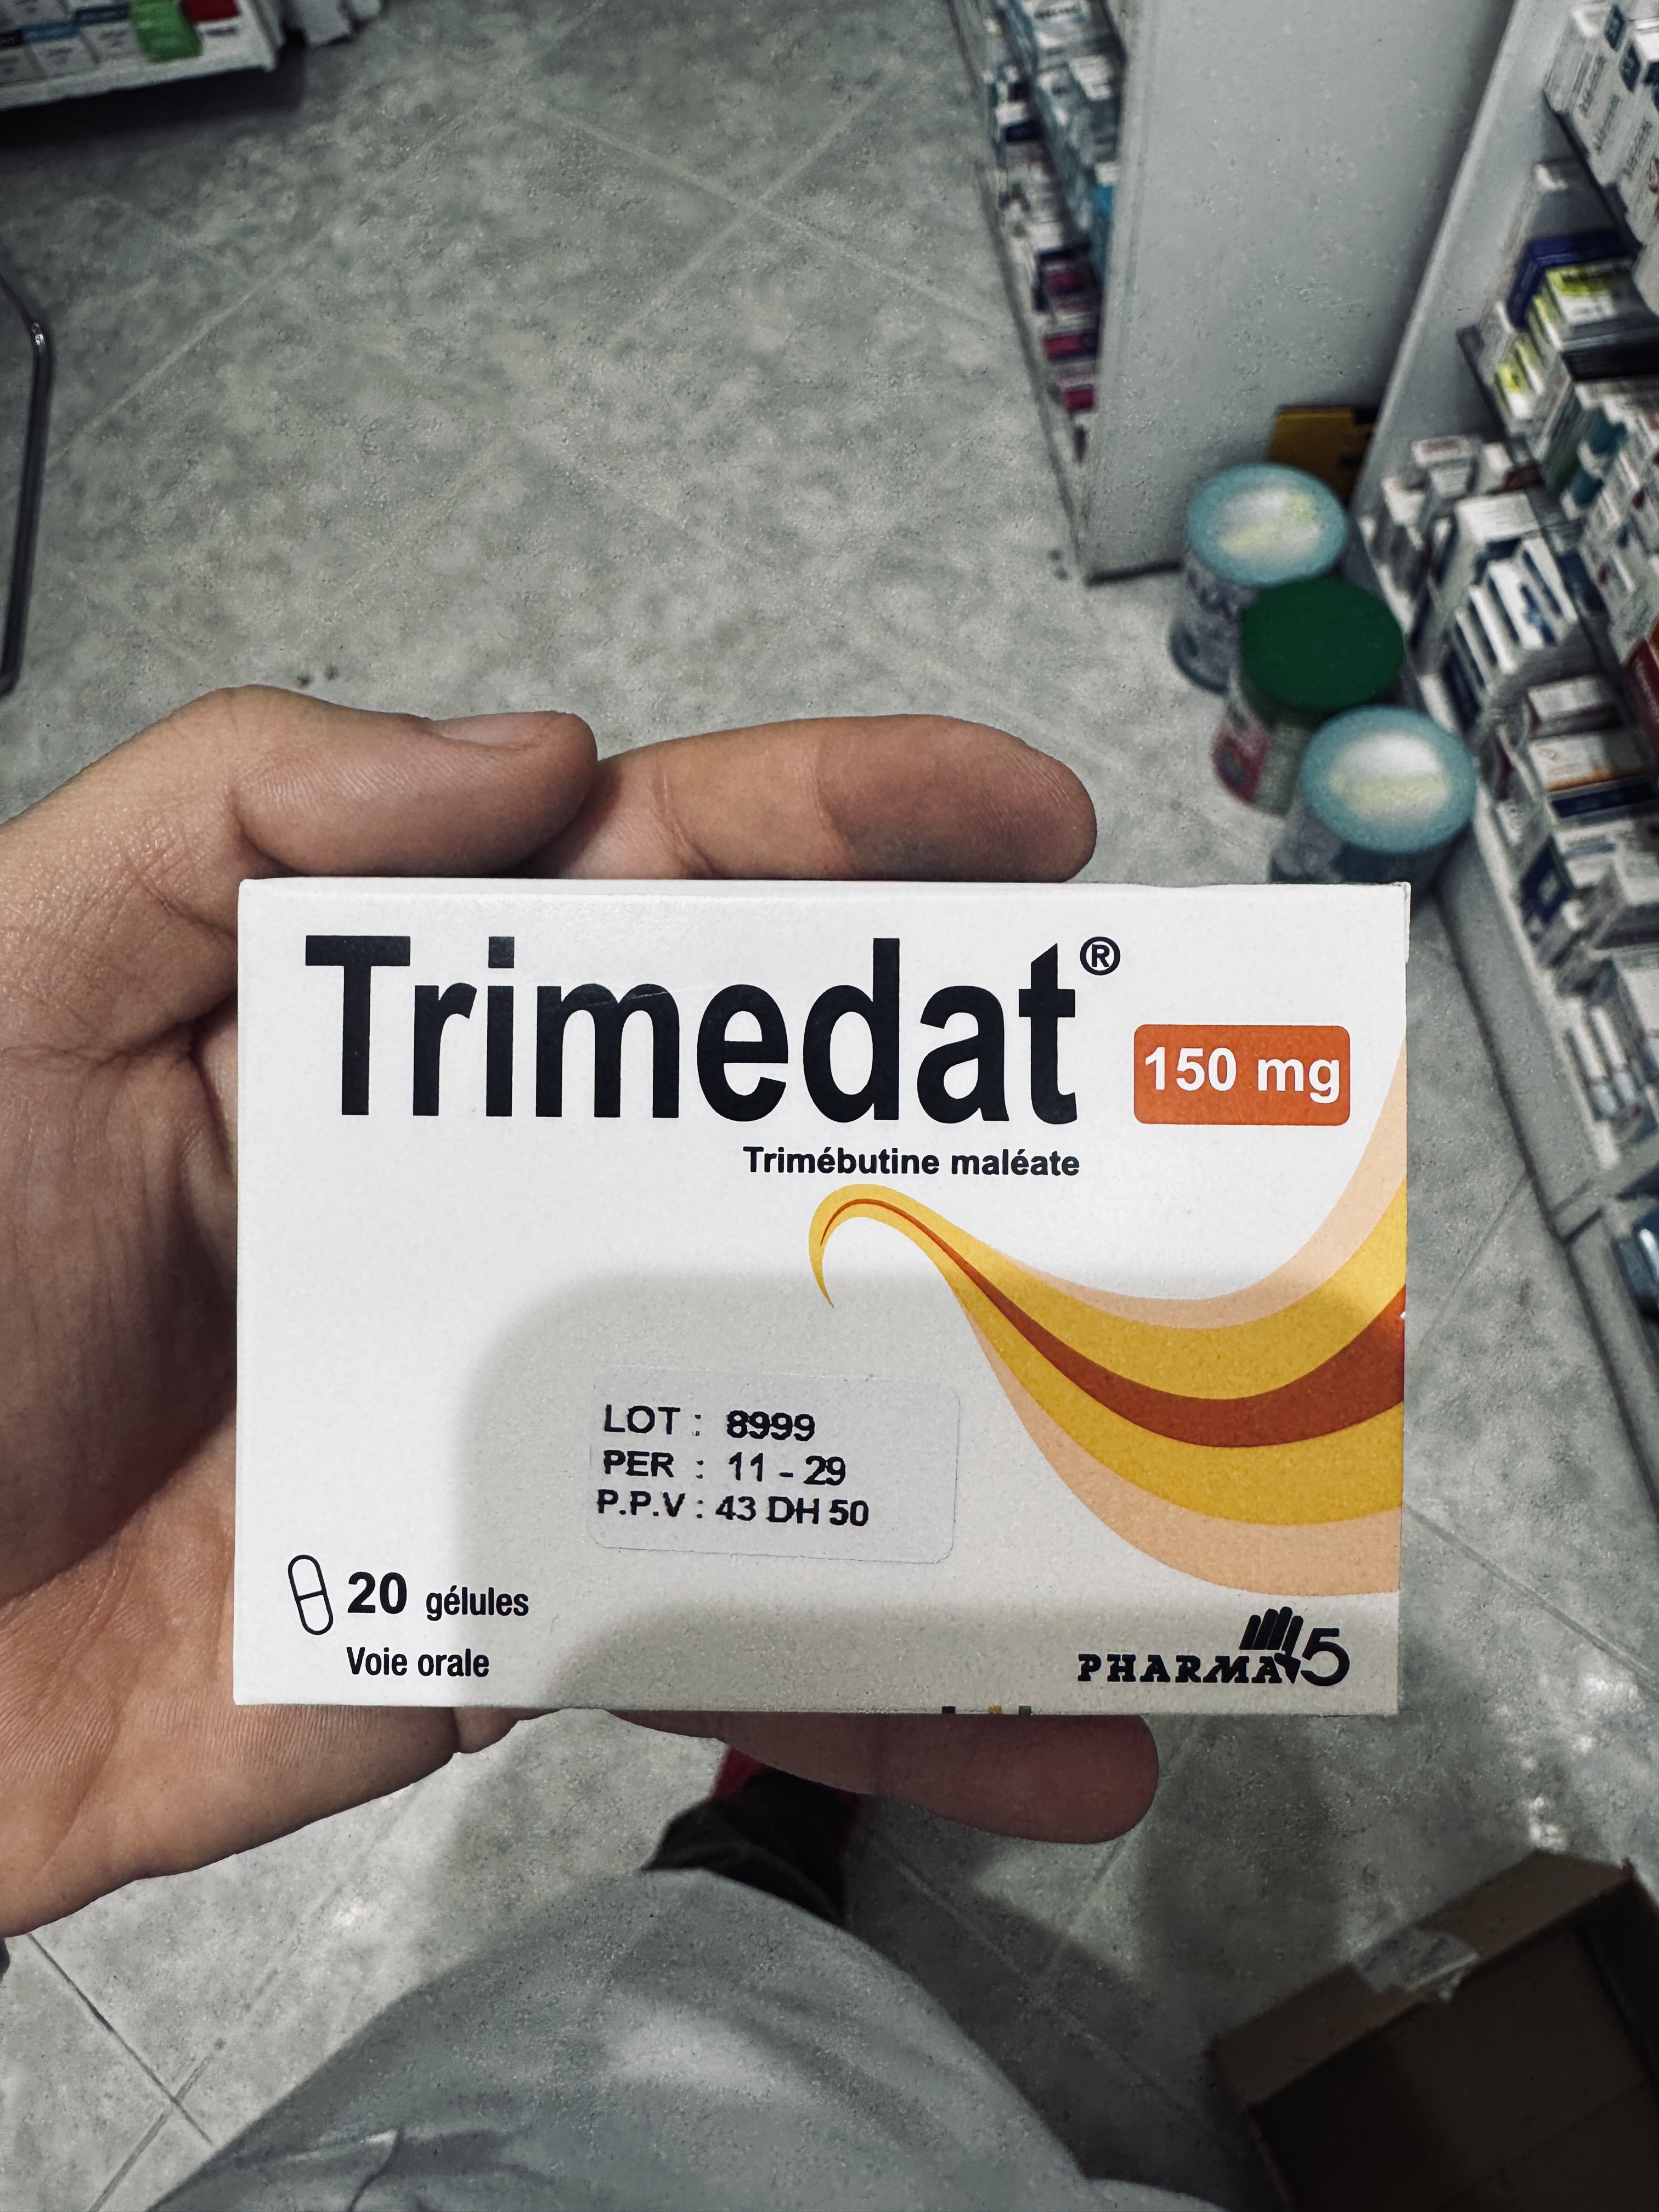 Trimedat®
150 mg
Trimébutine maléate
LOT : 8999
PER : 11 - 29
P.P.V : 43 DH 50
20 gélules
Voie orale
PHARMA 5